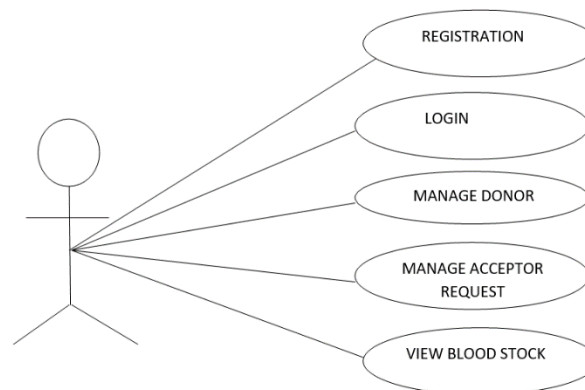 REGISTRATION
LOGIN
MANAGE DONOR
MANAGE ACCEPTOR
REQUEST
VIEW BLOOD STOCK